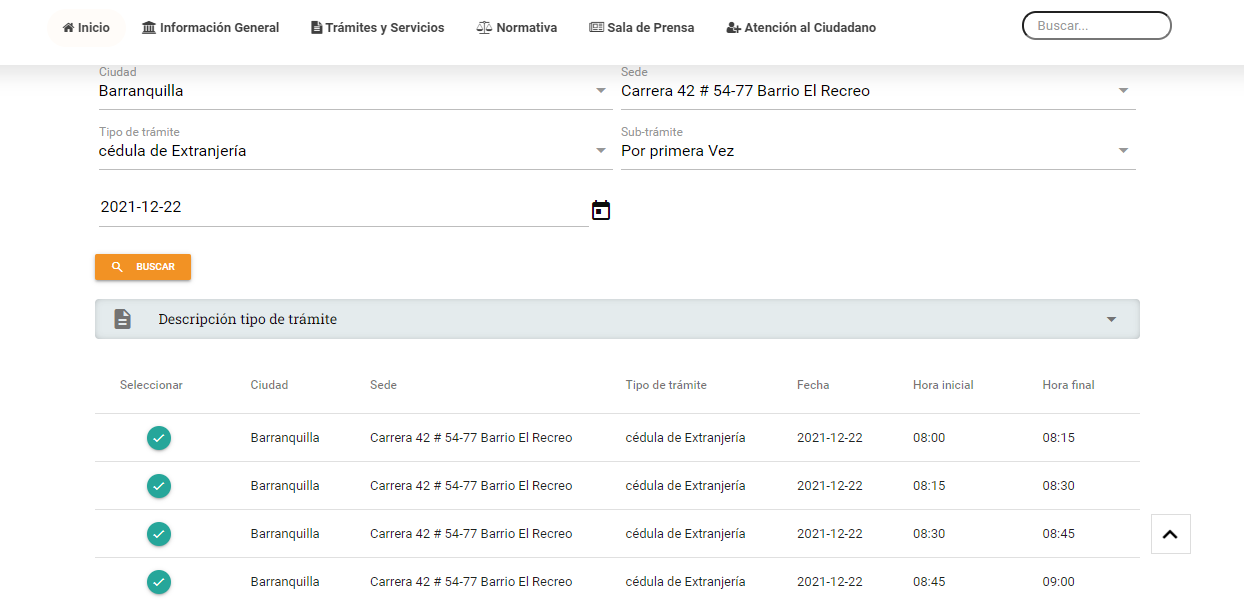 Inicio Información General Trámites y Servicios Normativa Sala de Prensa Atención al Ciudadano Buscar...
Ciudad Sede
Barranquilla Carrera 42 # 54-77 Barrio El Recreo
Tipo de trámite Sub-trámite
cédula de Extranjería Por primera Vez
2021-12-22
BUSCAR
Descripción tipo de trámite
Seleccionar Ciudad Sede Tipo de trámite Fecha Hora inicial Hora final
Barranquilla Carrera 42 # 54-77 Barrio El Recreo cédula de Extranjería 2021-12-22 08:00 08:15
Barranquilla Carrera 42 # 54-77 Barrio El Recreo cédula de Extranjería 2021-12-22 08:15 08:30
Barranquilla Carrera 42 # 54-77 Barrio El Recreo cédula de Extranjería 2021-12-22 08:30 08:45
Barranquilla Carrera 42 # 54-77 Barrio El Recreo cédula de Extranjería 2021-12-22 08:45 09:00